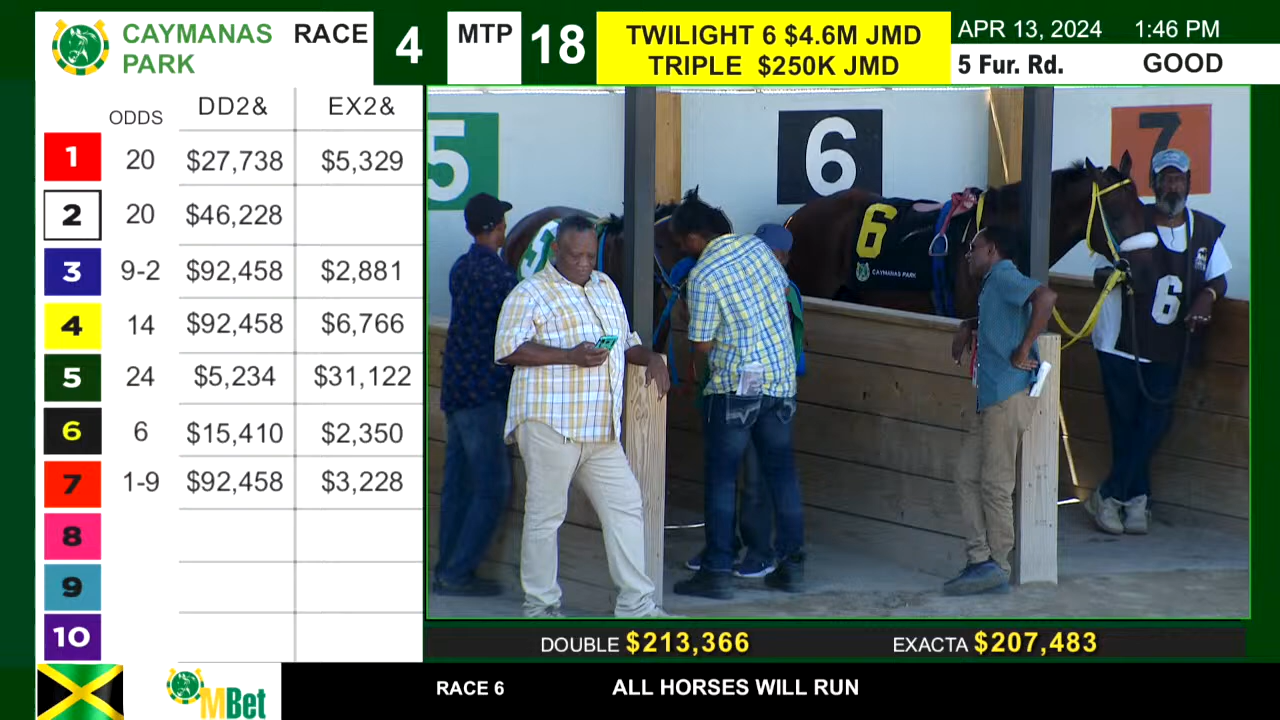 CAYMANAS
PARK
RACE 4
MTP 18
TWILIGHT 6 $4.6M JMD
TRIPLE $250K JMD
APR 13, 2024 1:46 PM
5 Fur. Rd. GOOD
ODDS DD2& EX2&
1 20 $27,738 $5,329
2 20 $46,228
3 9-2 $92,458 $2,881
4 14 $92,458 $6,766
5 24 $5,234 $31,122
6 6 $15,410 $2,350
7 1-9 $92,458 $3,228
8
9
10
5 6 7
5
6
CAYMANAS PARK
6
DOUBLE $213,366 EXACTA $207,483
MBet
RACE 6 ALL HORSES WILL RUN